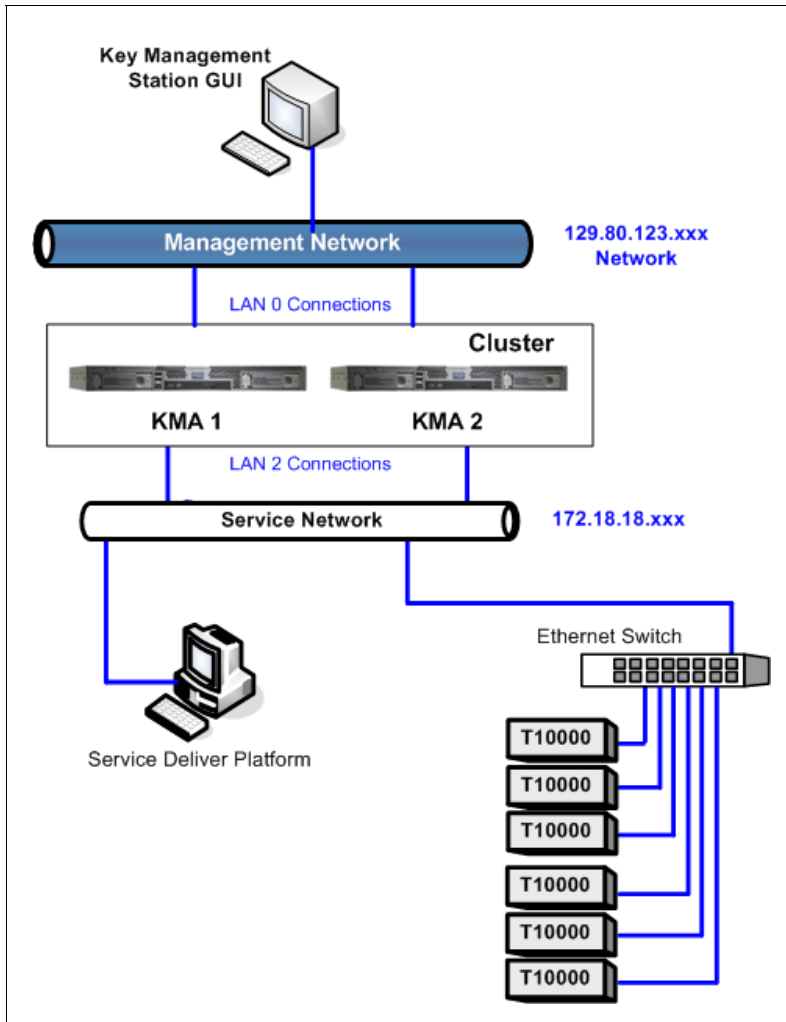 Key Management
Station GUI
Management Network
129.80.123.xxx
Network
LAN 0 Connections
Cluster
KMA 1
KMA 2
LAN 2 Connections
Service Network
172.18.18.xxx
Ethernet Switch
T10000
Service Deliver Platform
T10000
T10000
T10000
T10000
T10000